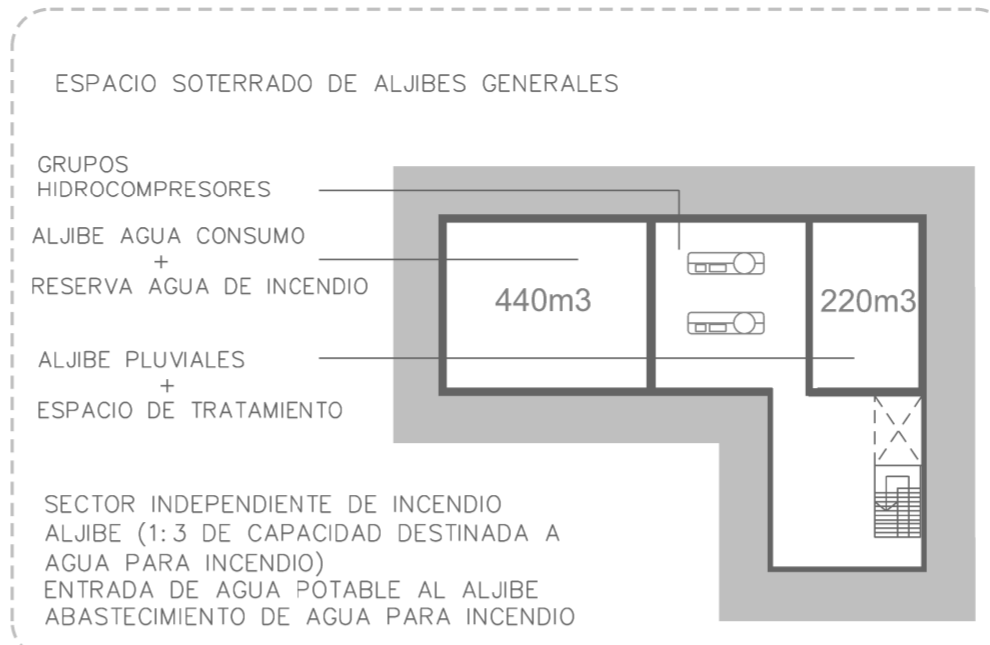 ESPACIO SOTERRADO DE ALJIBES GENERALES
GRUPOS
HIDROCOMPRESORES
ALJIBE AGUA CONSUMO
+
RESERVA AGUA DE INCENDIO
440m3
220m3
ALJIBE PLUVIALES
+
ESPACIO DE TRATAMIENTO
SECTOR INDEPENDIENTE DE INCENDIO
ALJIBE (1:3 DE CAPACIDAD DESTINADA A
AGUA PARA INCENDIO)
ENTRADA DE AGUA POTABLE AL ALJIBE
ABASTECIMIENTO DE AGUA PARA INCENDIO